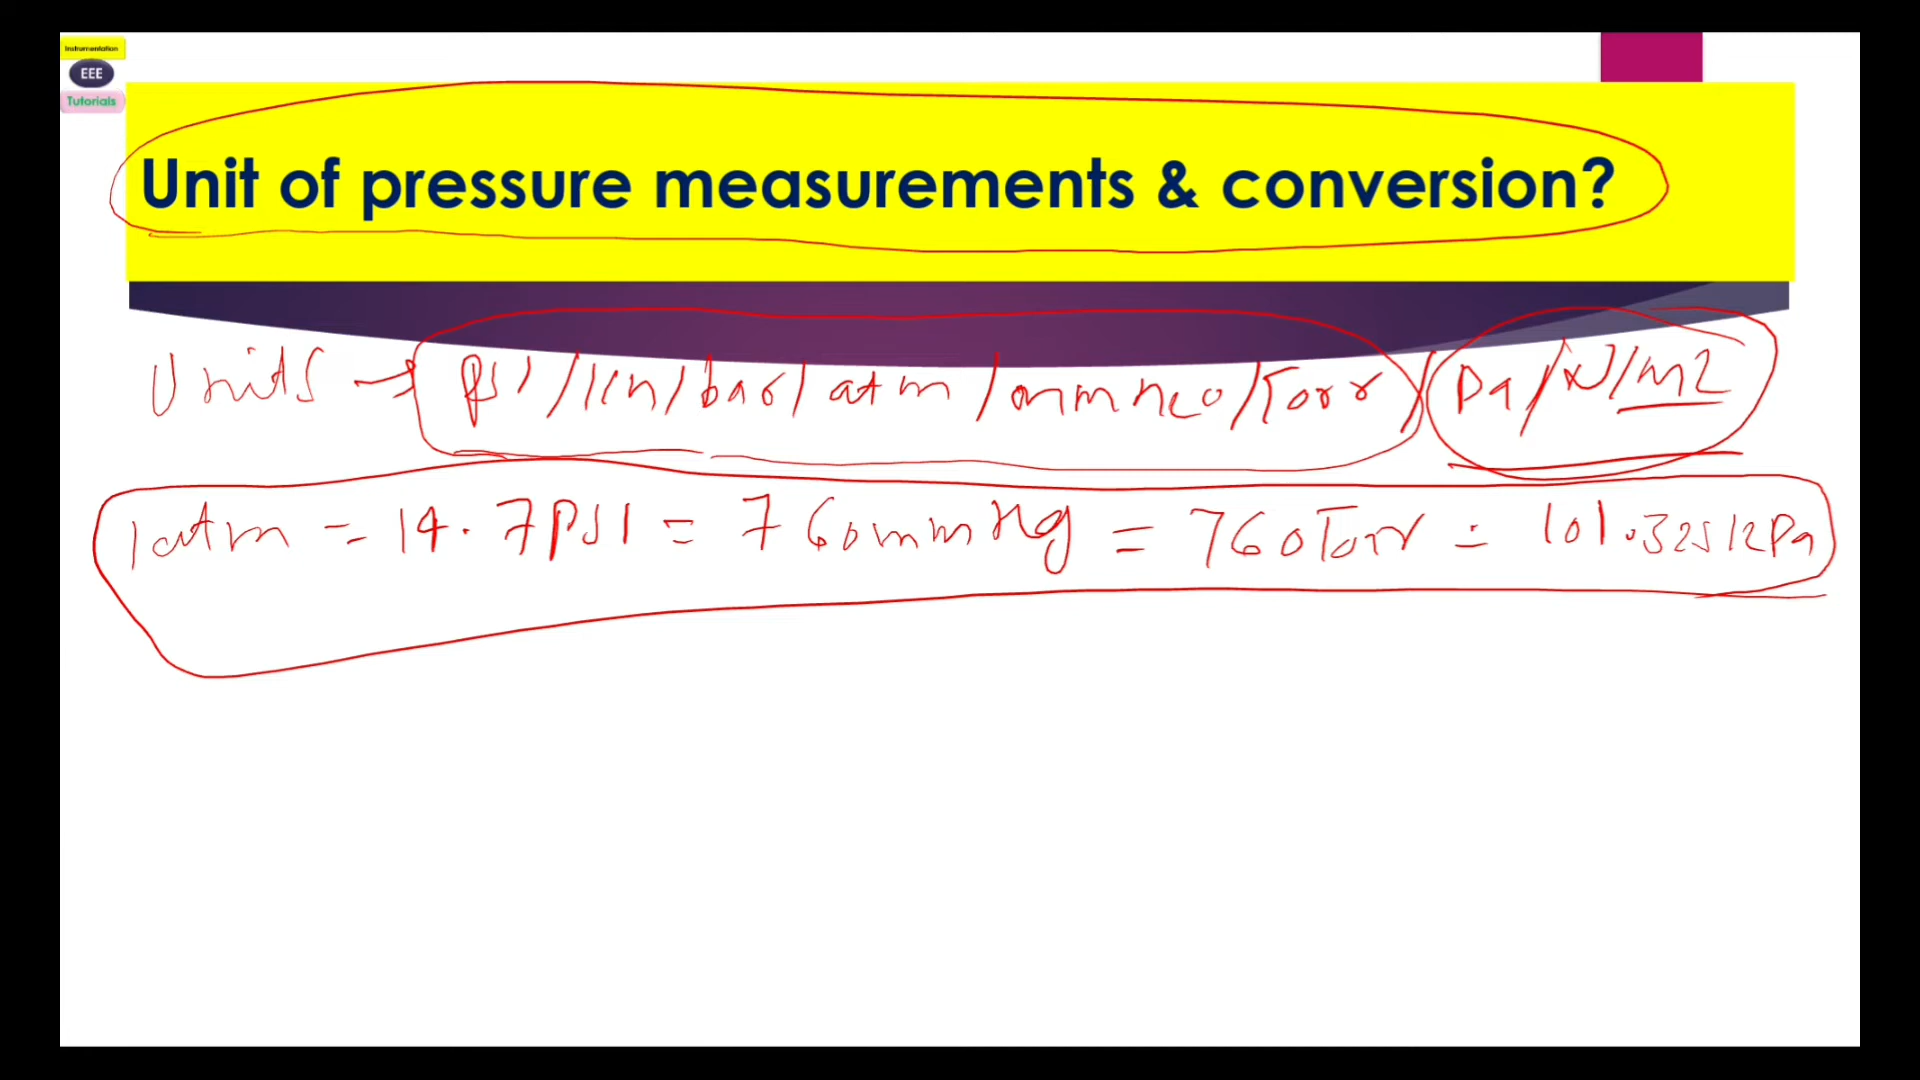 Instrumentation
EEE
Tutorials
Unit of pressure measurements & conversion?
Units → PSI / / bar / atm / / Torr / Pa / N/m2
1atm = 14.7PSI = 760mmHg = 760Torr = 101.325kPa